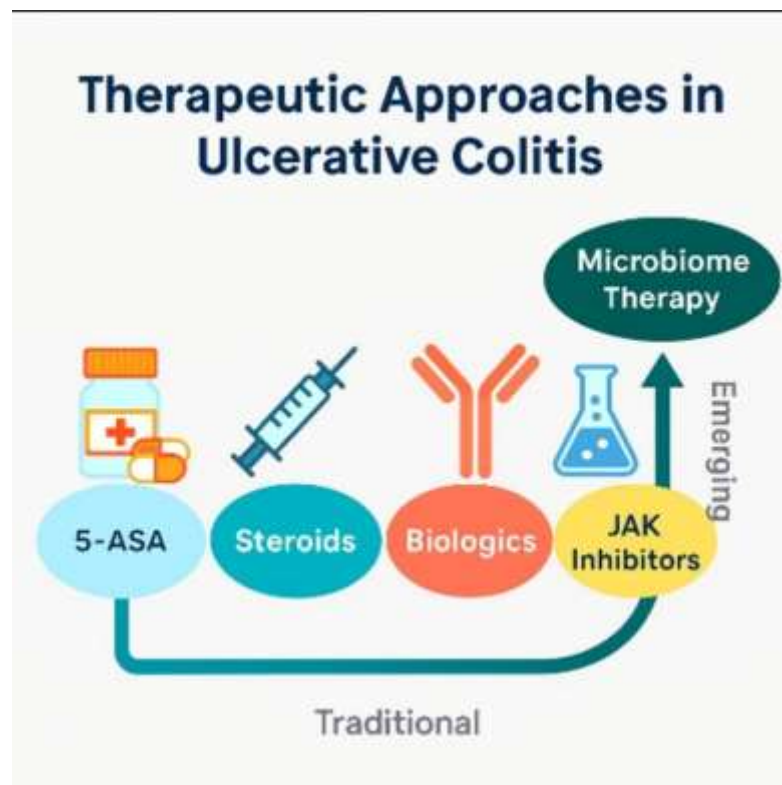 Therapeutic Approaches in
Ulcerative Colitis
Microbiome
Therapy
Emerging
5-ASA
Steroids
Biologics
JAK
Inhibitors
Traditional